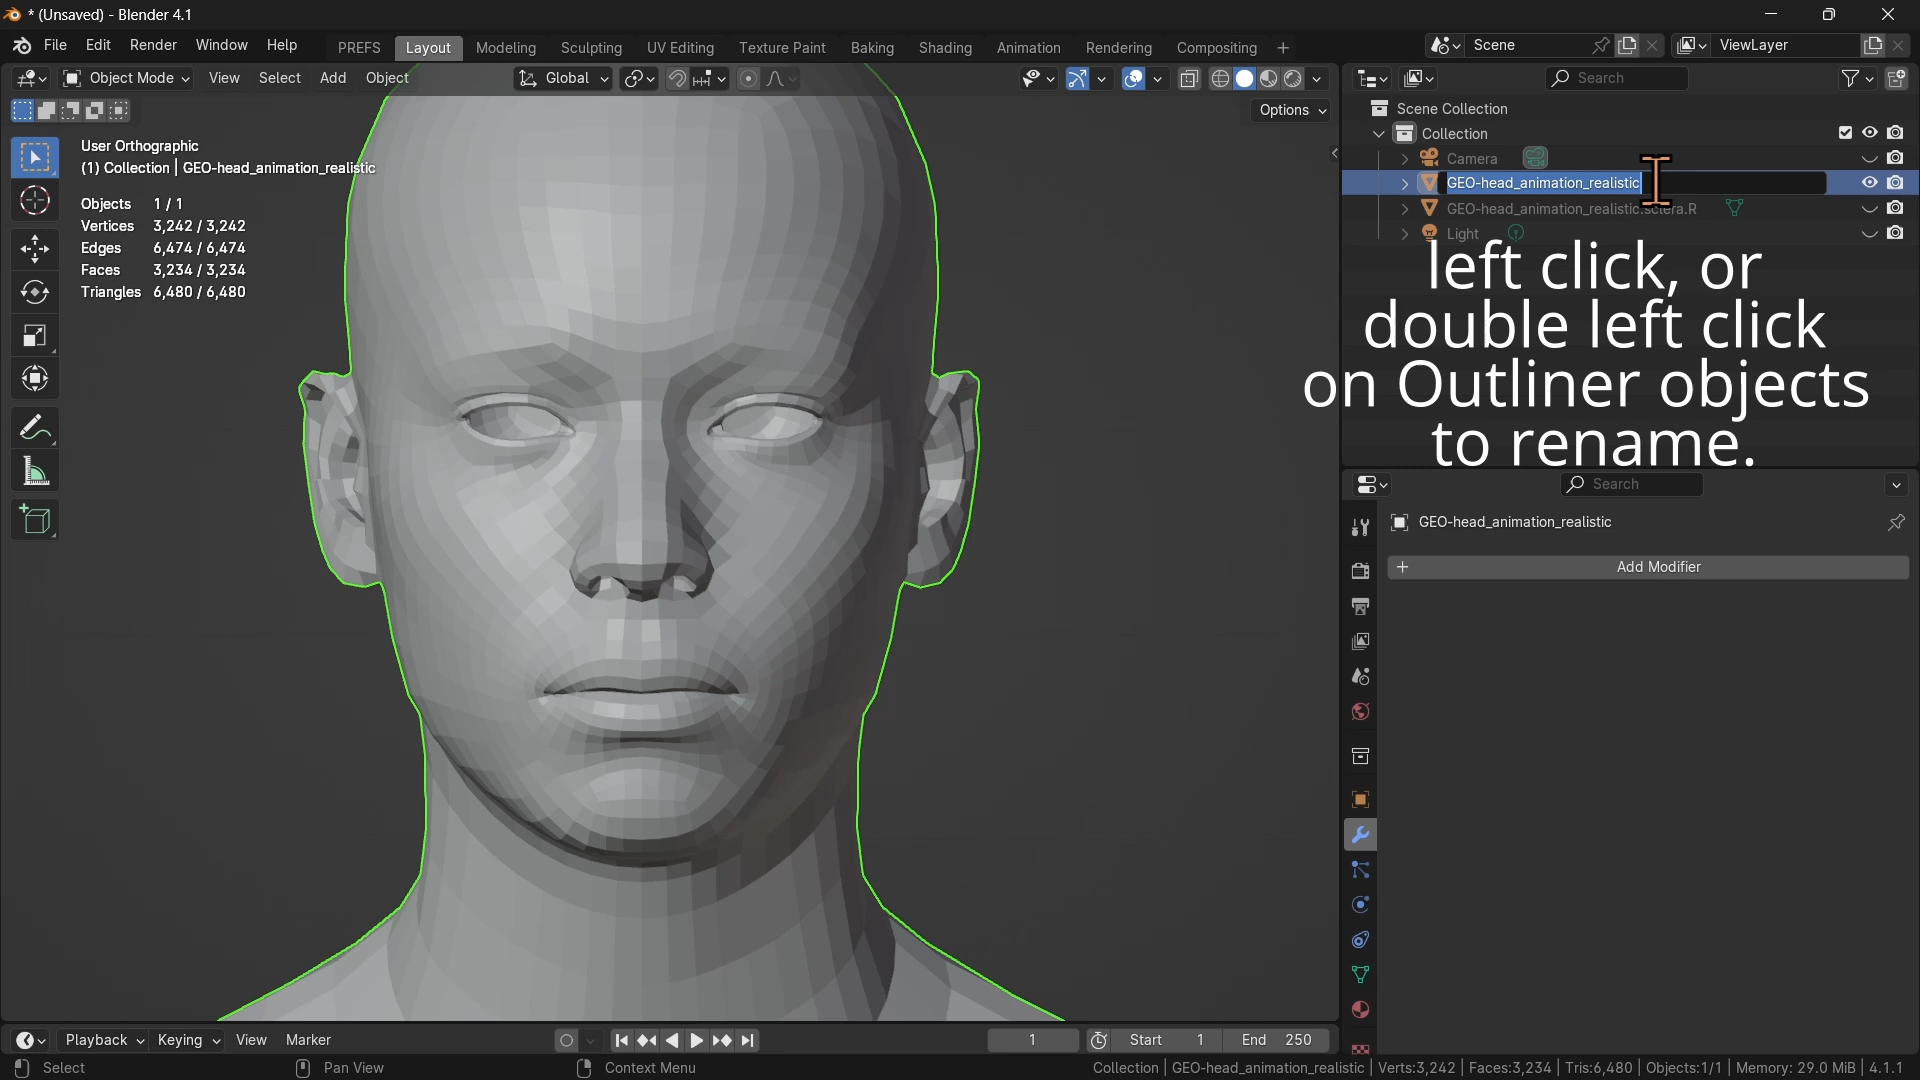 * (Unsaved) - Blender 4.1
File Edit Render Window Help PREFS Layout Modeling Sculpting UV Editing Texture Paint Baking Shading Animation Rendering Compositing + Scene ViewLayer
Object Mode View Select Add Object Global Search
Options
User Orthographic
(1) Collection | GEO-head_animation_realistic
Objects 1 / 1
Vertices 3,242 / 3,242
Edges 6,474 / 6,474
Faces 3,234 / 3,234
Triangles 6,480 / 6,480
Scene Collection
Collection
Camera
GEO-head_animation_realistic
GEO-head_animation_realistic.sclera.R
Light
left click, or
double left click
on Outliner objects
to rename.
Search
GEO-head_animation_realistic
+ Add Modifier
Playback Keying View Marker 1 Start 1 End 250
Select Pan View Context Menu Collection | GEO-head_animation_realistic | Verts:3,242 | Faces:3,234 | Tris:6,480 | Objects:1/1 | Memory: 29.0 MiB | 4.1.1